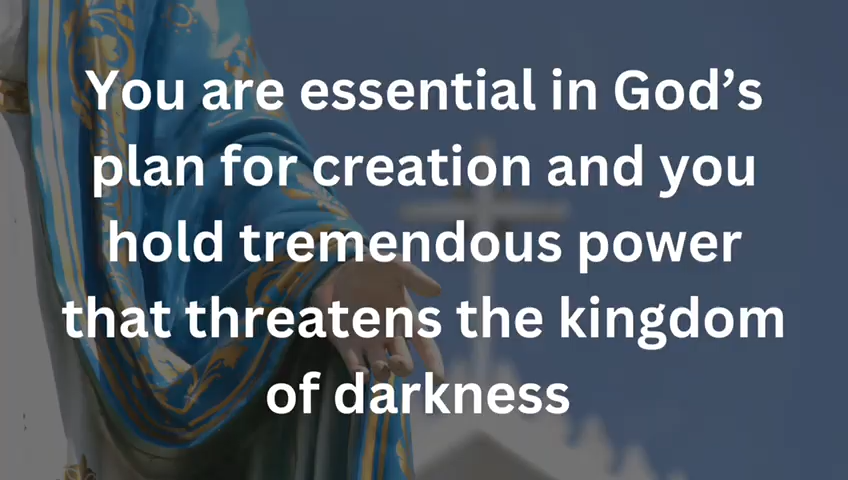 You are essential in God’s
plan for creation and you
hold tremendous power
that threatens the kingdom
of darkness